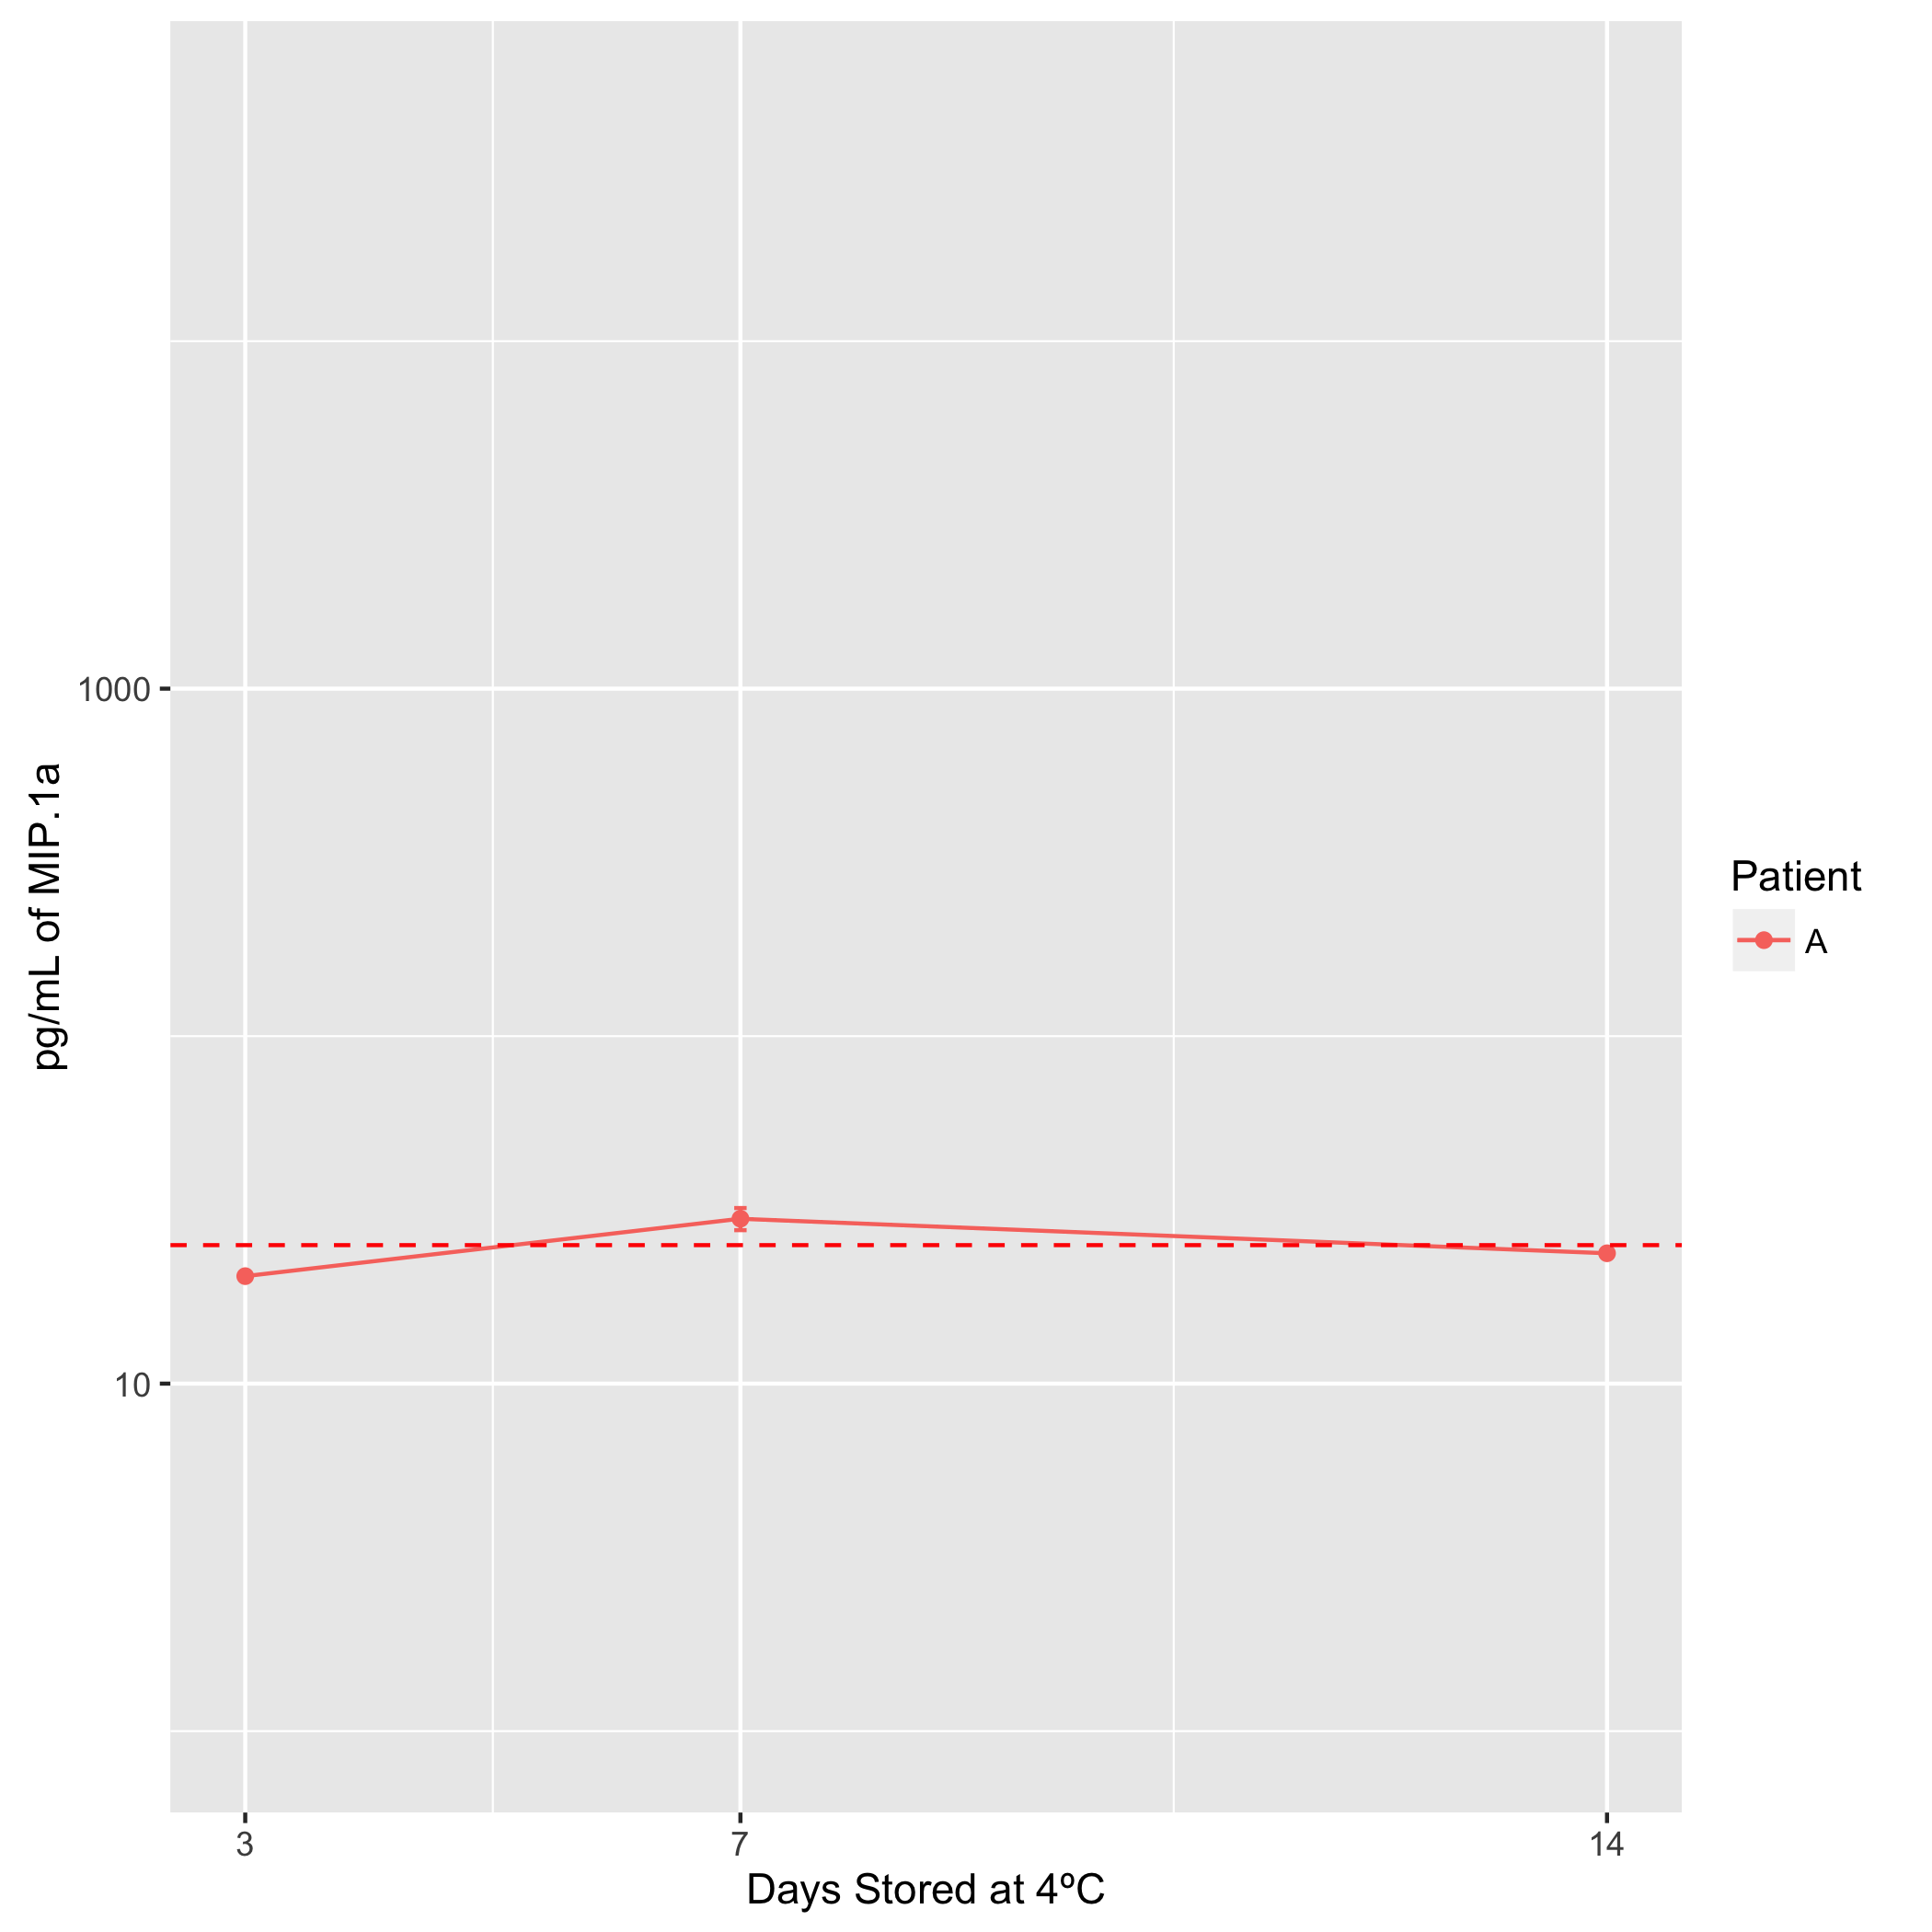 pg/mL of MIP.1a
1000
10
3
7
14
Days Stored at 4ºC
Patient
A